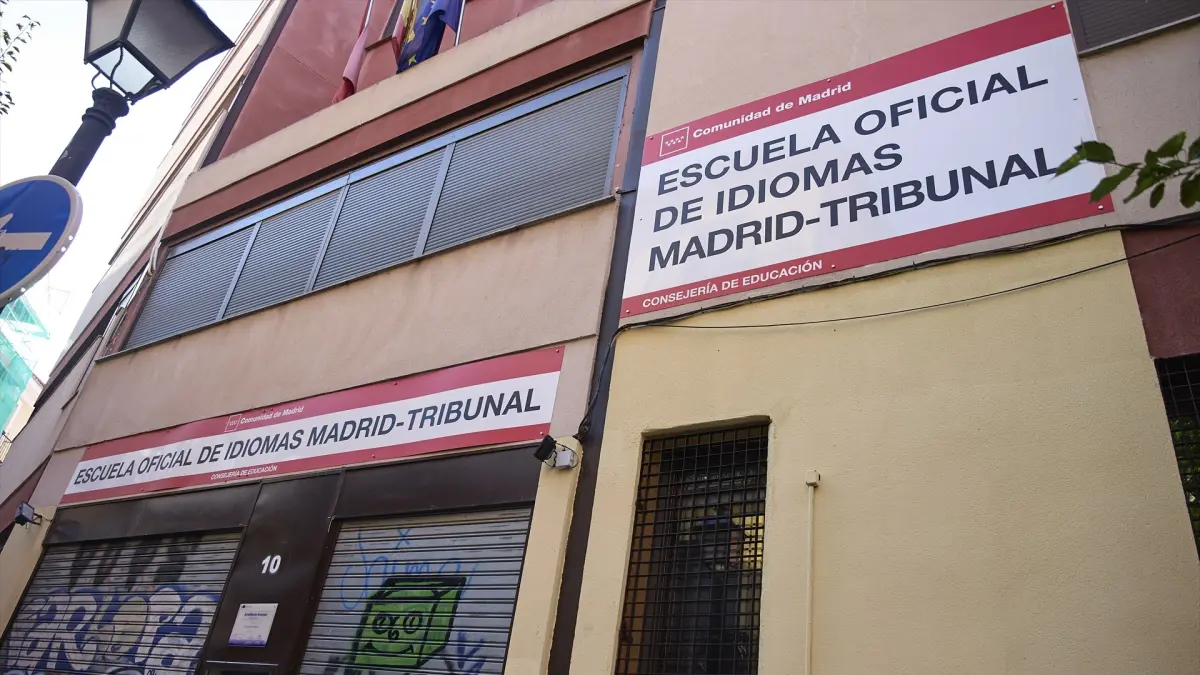 Comunidad de Madrid
ESCUELA OFICIAL
DE IDIOMAS
MADRID-TRIBUNAL
CONSEJERÍA DE EDUCACIÓN
Comunidad de Madrid
ESCUELA OFICIAL DE IDIOMAS MADRID-TRIBUNAL
CONSEJERÍA DE EDUCACIÓN
10